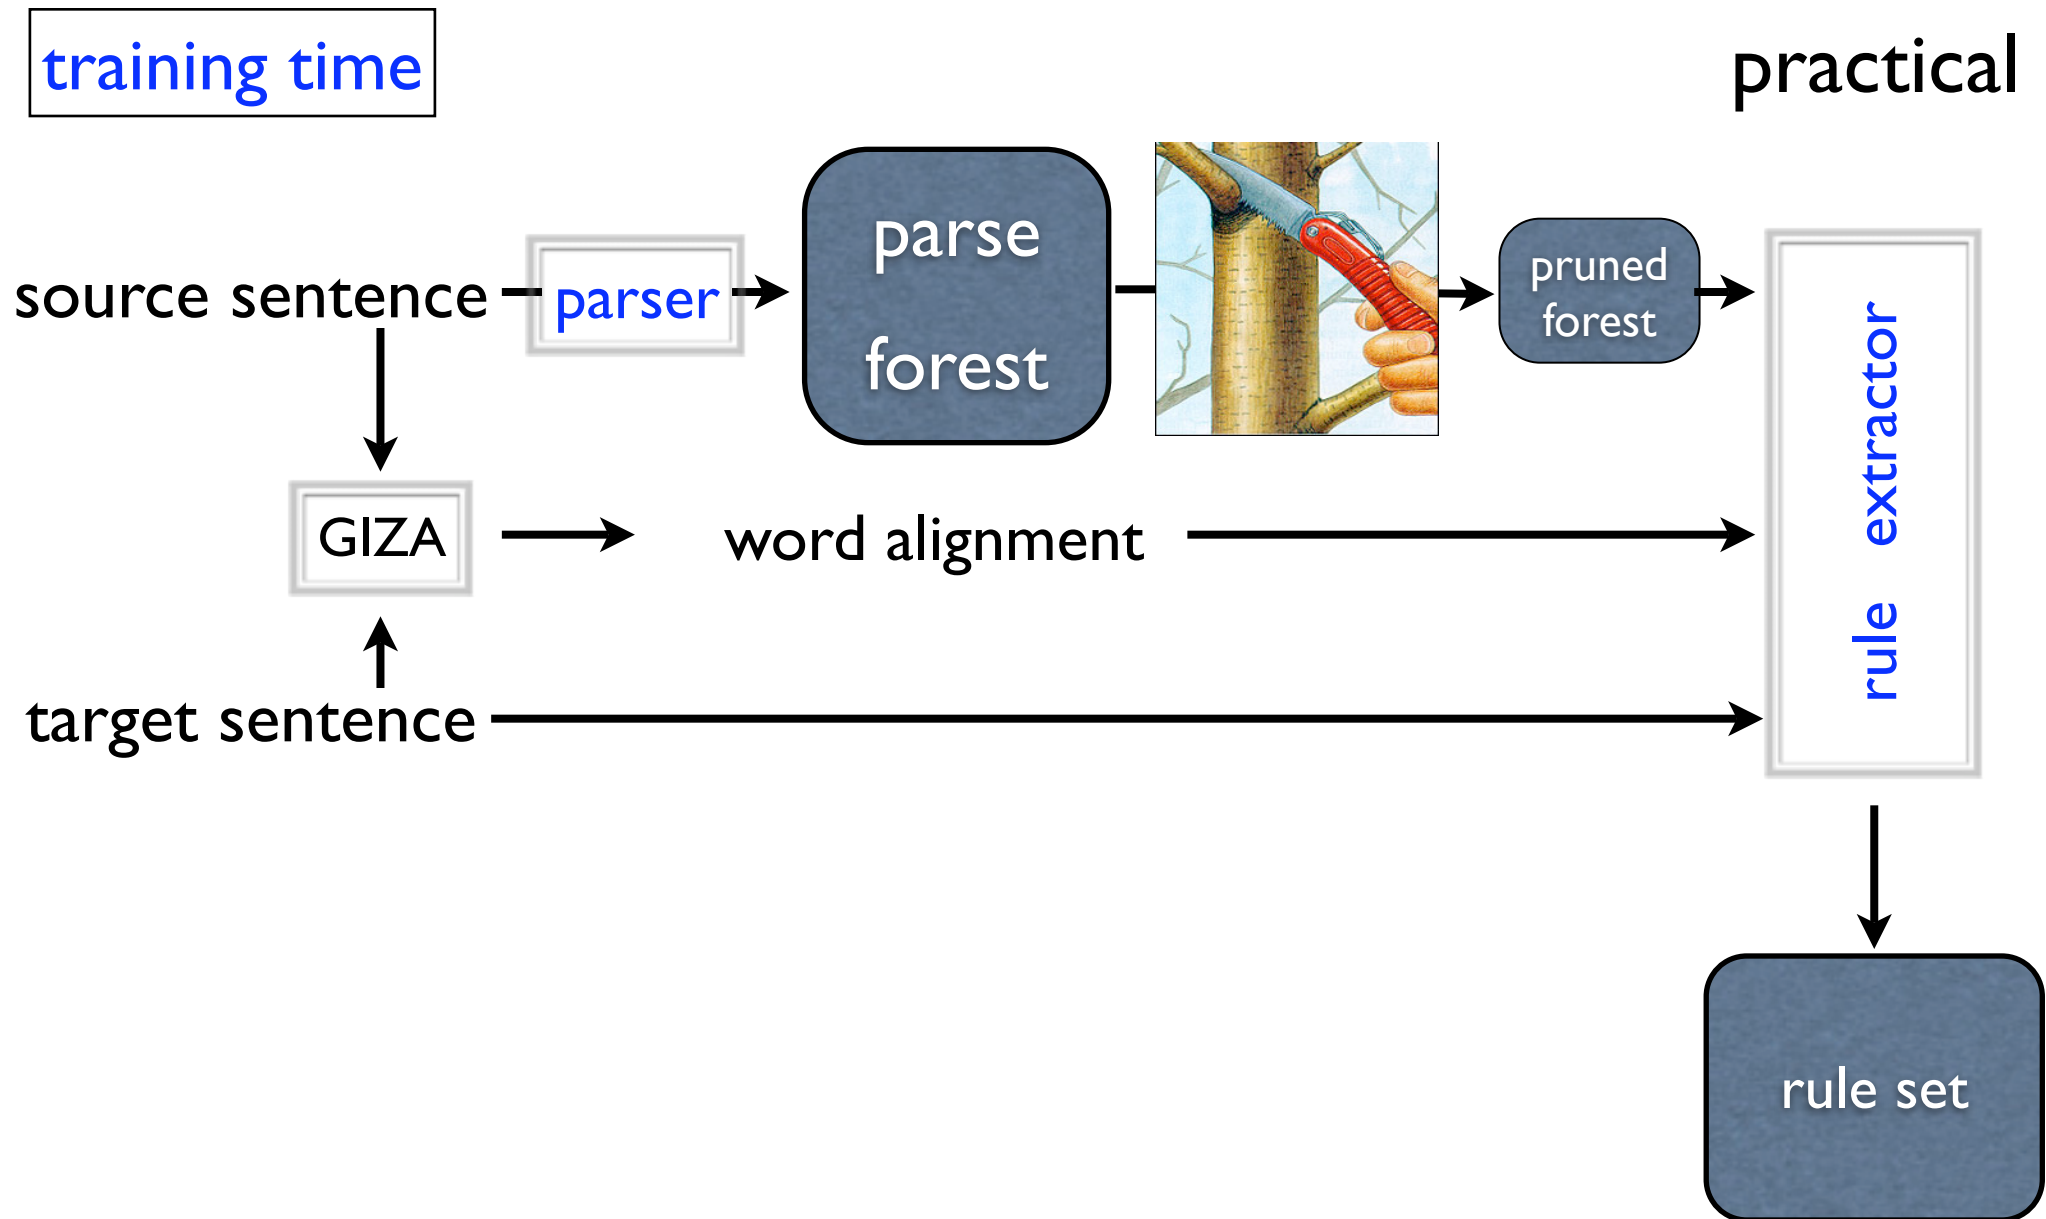 training time
practical
parse
forest
pruned
forest
source sentence
parser
rule extractor
GIZA
word alignment
target sentence
rule set